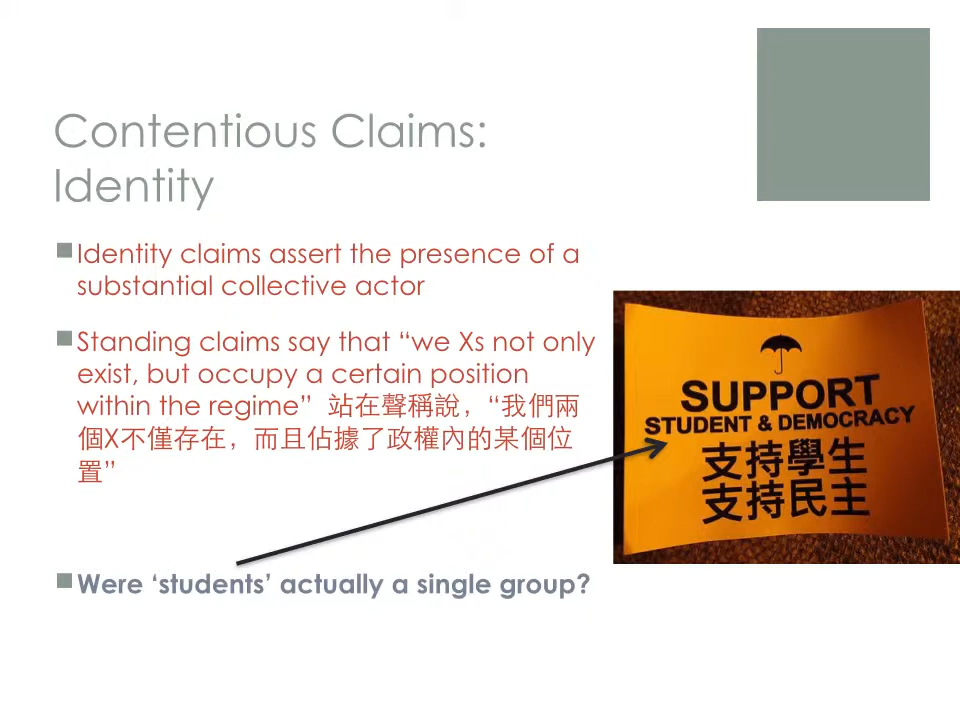 Contentious Claims:
Identity
Identity claims assert the presence of a
substantial collective actor
Standing claims say that “we Xs not only
exist, but occupy a certain position
within the regime” 站在聲稱說，“我們兩
個X不僅存在，而且佔據了政權內的某個位
置”
Were ‘students’ actually a single group?
SUPPORT
STUDENT & DEMOCRACY
支持學生
支持民主